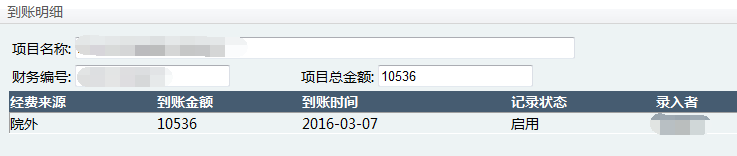 到账明细
项目名称:
财务编号: 项目总金额: 10536
经费来源 到账金额 到账时间 记录状态 录入者
院外 10536 2016-03-07 启用